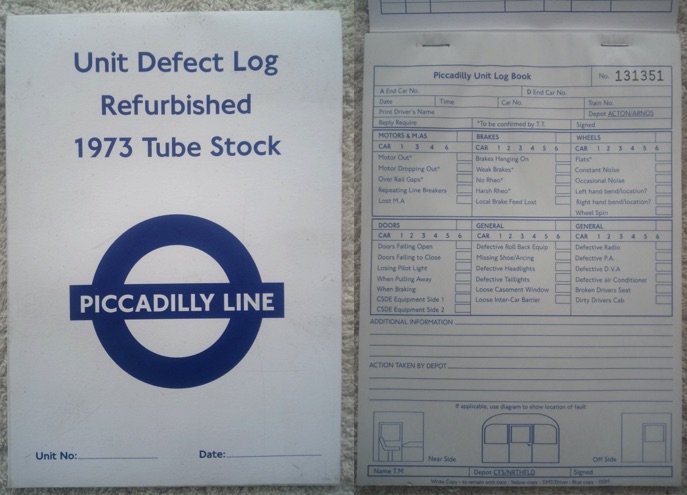 Unit Defect Log
Refurbished
1973 Tube Stock
PICCADILLY LINE
Unit No:
Date:
Piccadilly Unit Log Book
No. 131351
A End Car No.
D End Car No.
Date Time Car No. Train No.
Print Driver's Name Depot ACTON/ARNOS
Reply Require *To be confirmed by T.T. Signed
MOTORS & M.AS
CAR 1 3 4 6
Motor Out*
Motor Dropping Out*
Over Rail Gaps*
Repeating Line Breakers
Lost M.A
BRAKES
CAR 1 2 3 4 5 6
Brakes Hanging On
Weak Brakes*
No Rheo*
Harsh Rheo*
Local Brake Feed Lost
WHEELS
CAR 1 2 3 4 5 6
Flats*
Constant Noise
Occasional Noise
Left hand bend/location?
Right hand bend/location?
Wheel Spin
DOORS
CAR 1 2 3 4 5 6
Doors Failing Open
Doors Failing to Close
Losing Pilot Light
When Pulling Away
When Braking
CSDE Equipment Side 1
CSDE Equipment Side 2
GENERAL
CAR 1 2 3 4 5 6
Defective Roll Back Equip
Missing Shoe/Arcing
Defective Headlights
Defective Taillights
Loose Casement Window
Loose Inter-Car Barrier
GENERAL
CAR 1 2 3 4 5 6
Defective Radio
Defective P.A.
Defective D.V.A
Defective air Conditioner
Broken Drivers Seat
Dirty Drivers Cab
ADDITIONAL INFORMATION
ACTION TAKEN BY DEPOT
If applicable, use diagram to show location of fault
Near Side
Off Side
Name T.M Depot CFS/NRTHFLD Signed